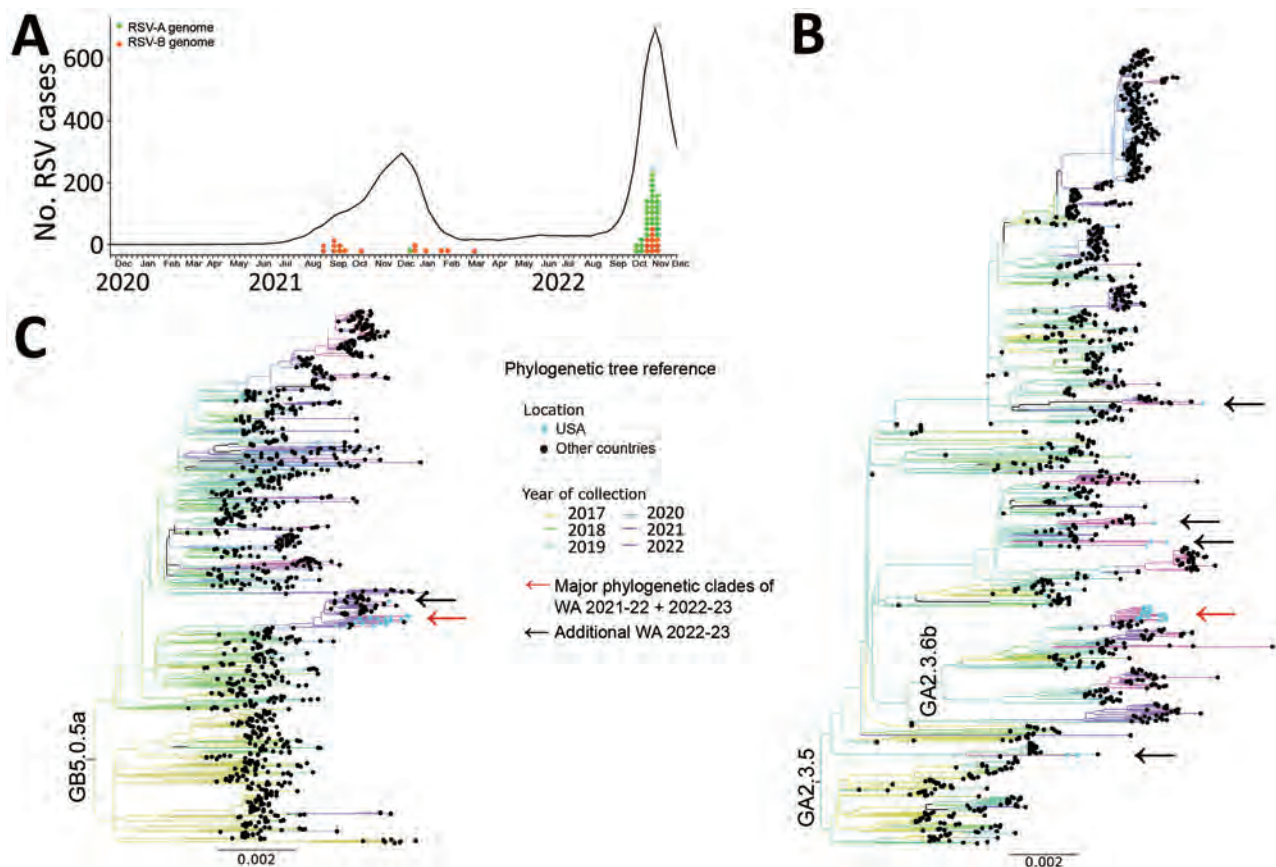 A
RSV-A genome
RSV-B genome
No. RSV cases
600
400
200
0
Dec Jan Feb Mar Apr May Jun Jul Aug Sep Oct Nov Dec Jan Feb Mar Apr May Jun Jul Aug Sep Oct Nov Dec
2020 2021 2022
B
GA2.3.6b
GA2.3.5
0.002
C
GB5.0.5a
0.002
Phylogenetic tree reference
Location
USA
Other countries
Year of collection
2017 2020
2018 2021
2019 2022
Major phylogenetic clades of
WA 2021-22 + 2022-23
Additional WA 2022-23